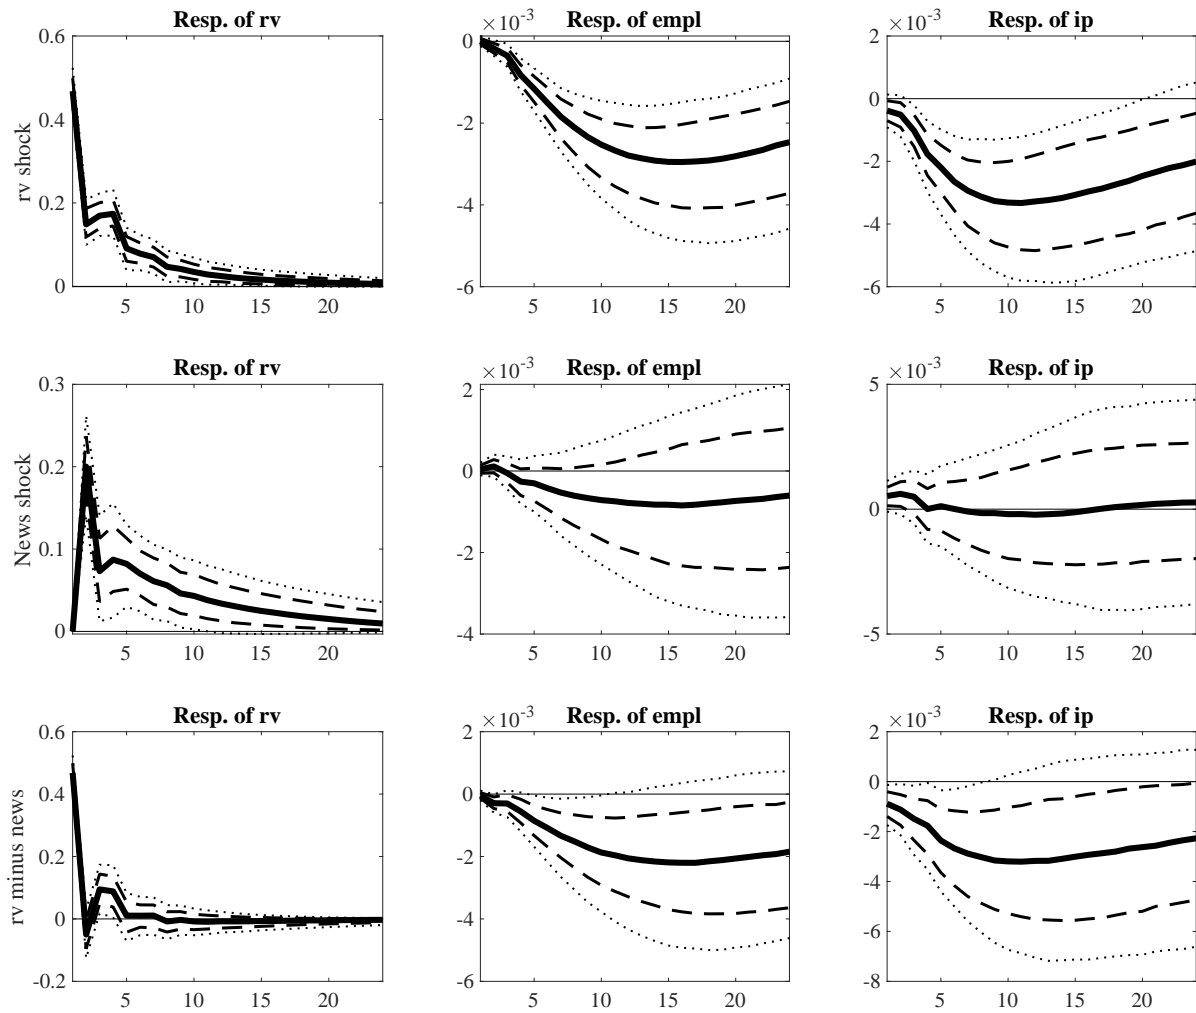 Resp. of rv
0.6
0.4
0.2
0
5 10 15 20
rv shock
×10-3 Resp. of empl
0
-2
-4
-6
5 10 15 20
×10-3 Resp. of ip
2
0
-2
-4
-6
5 10 15 20
Resp. of rv
0.3
0.2
0.1
0
5 10 15 20
News shock
×10-3 Resp. of empl
2
0
-2
-4
5 10 15 20
×10-3 Resp. of ip
5
0
-5
5 10 15 20
Resp. of rv
0.6
0.4
0.2
0
-0.2
5 10 15 20
rv minus news
×10-3 Resp. of empl
2
0
-2
-4
-6
5 10 15 20
×10-3 Resp. of ip
2
0
-2
-4
-6
-8
5 10 15 20